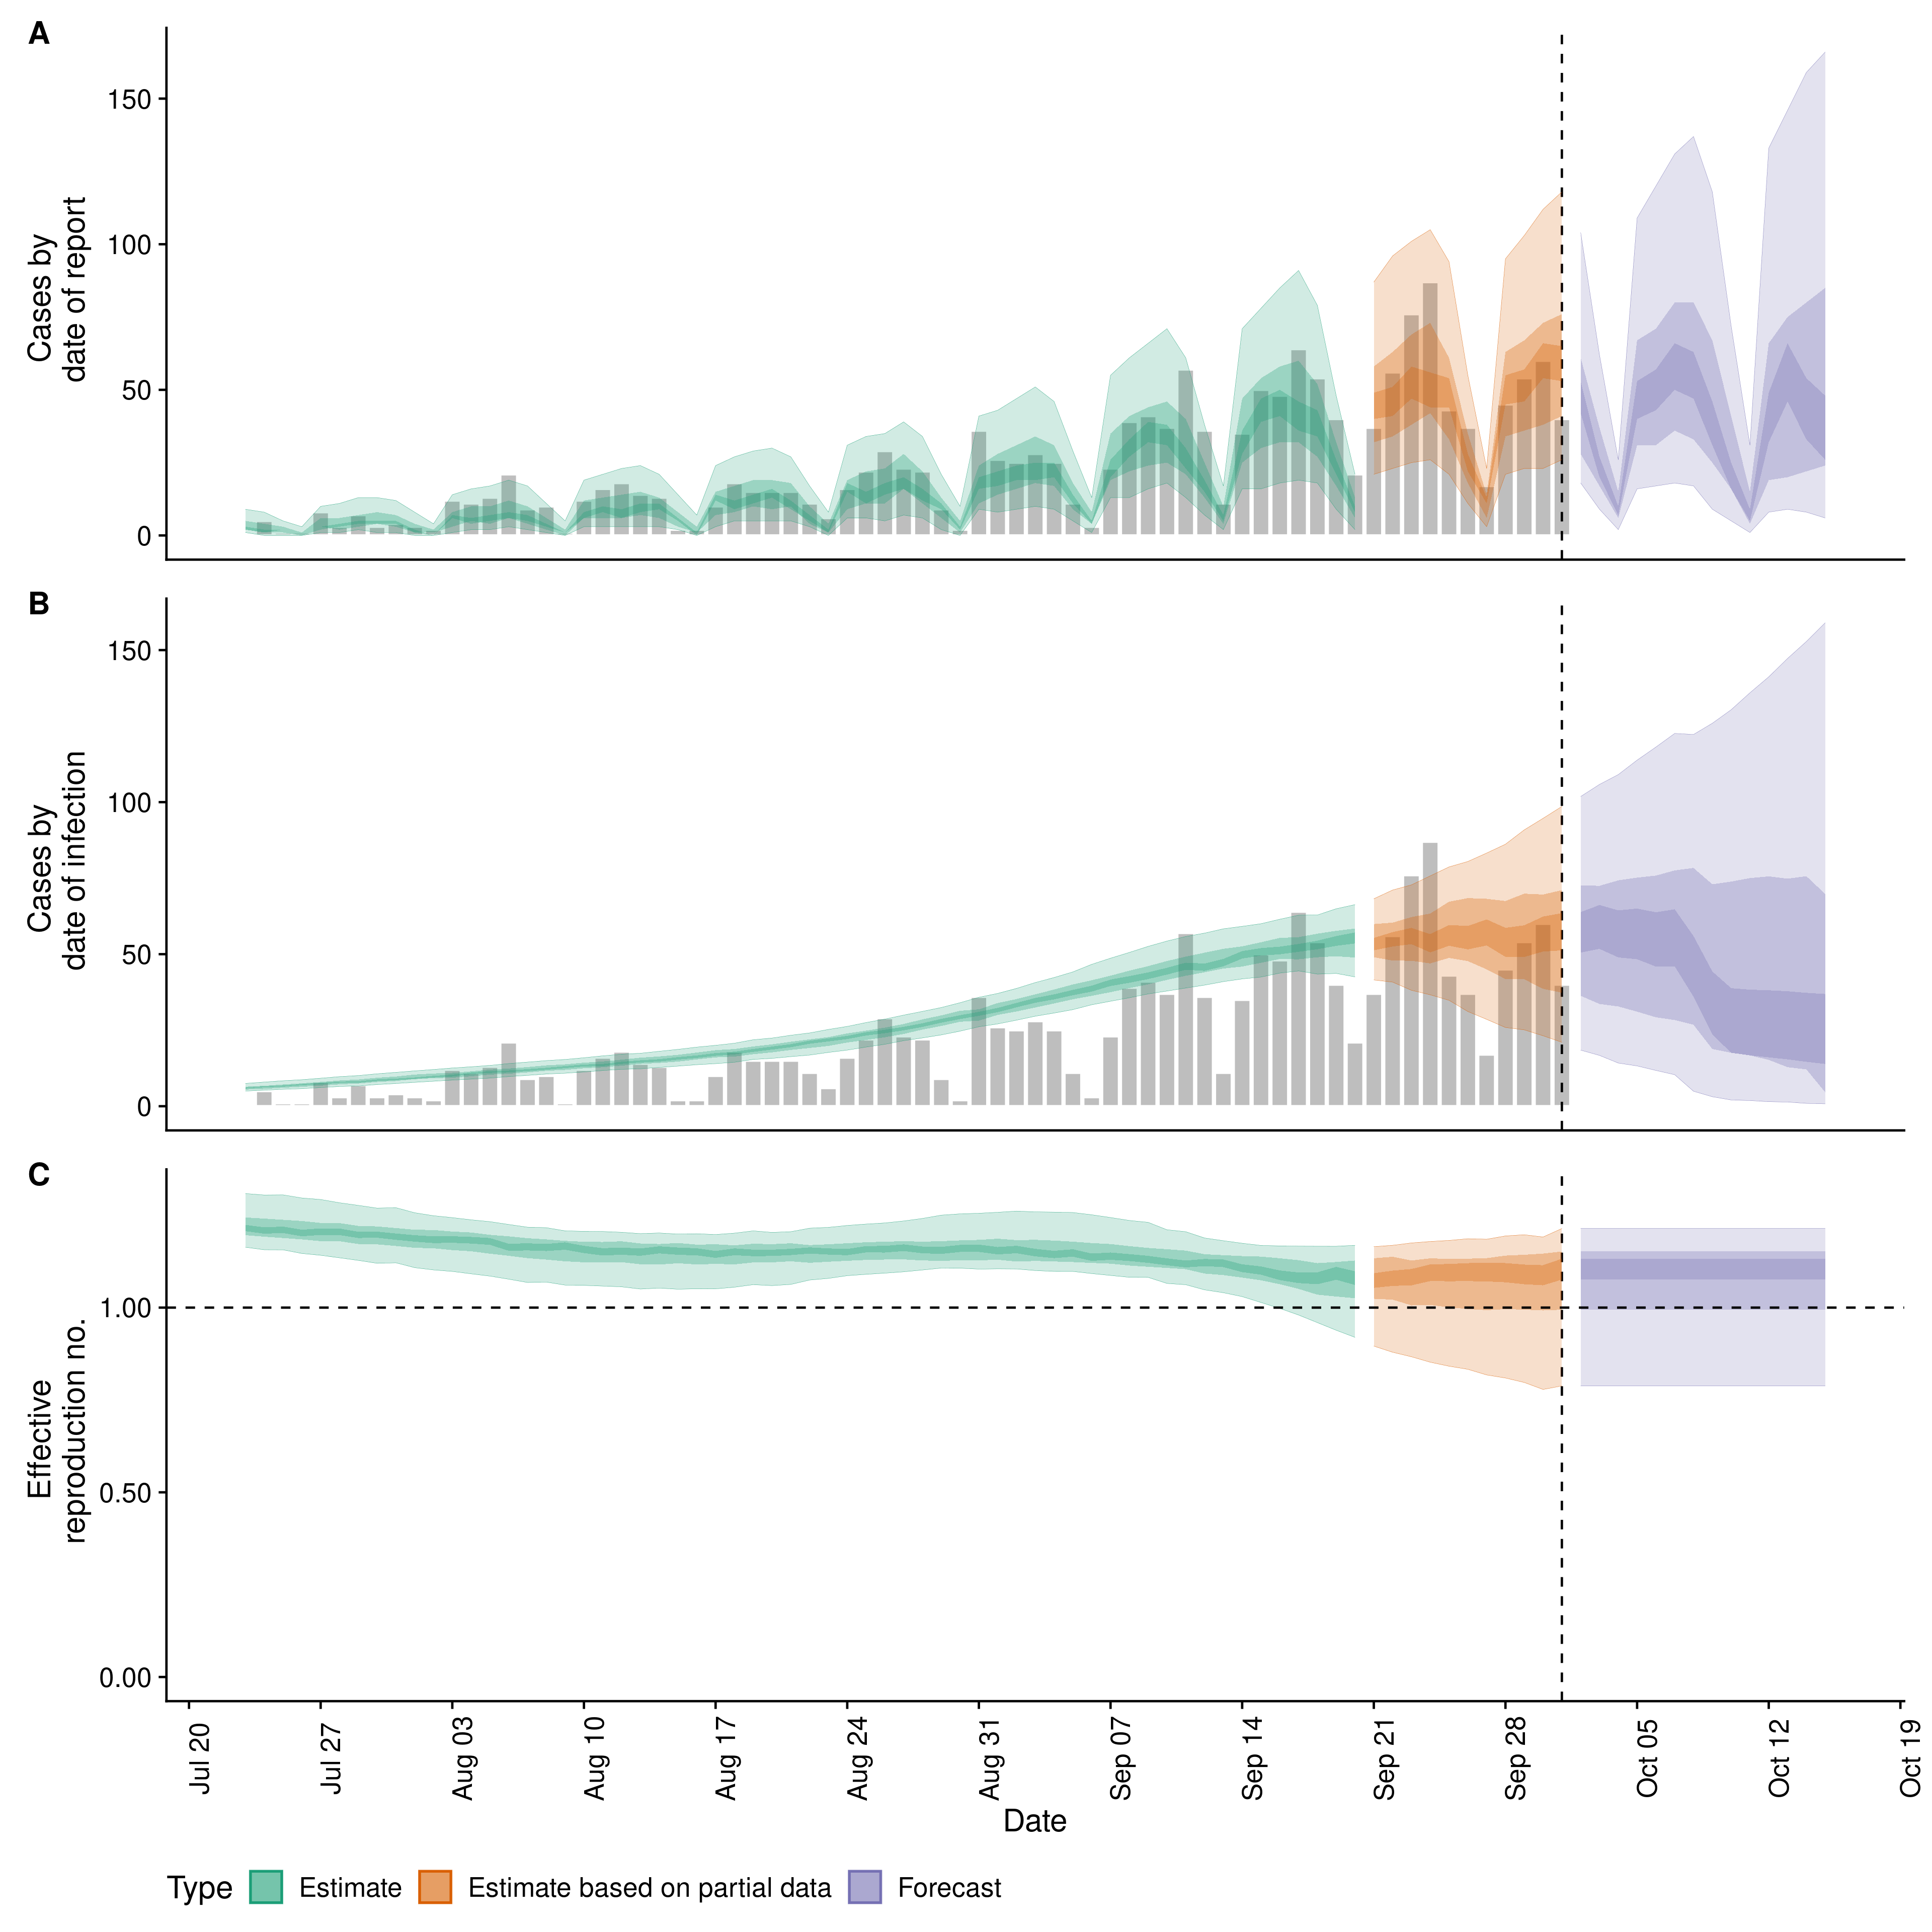 A
Cases by
date of report
150
100
50
0
B
Cases by
date of infection
150
100
50
0
C
Effective
reproduction no.
1.00
0.50
0.00
Jul 20
Jul 27
Aug 03
Aug 10
Aug 17
Aug 24
Aug 31
Sep 07
Sep 14
Sep 21
Sep 28
Oct 05
Oct 12
Oct 19
Date
Type Estimate Estimate based on partial data Forecast